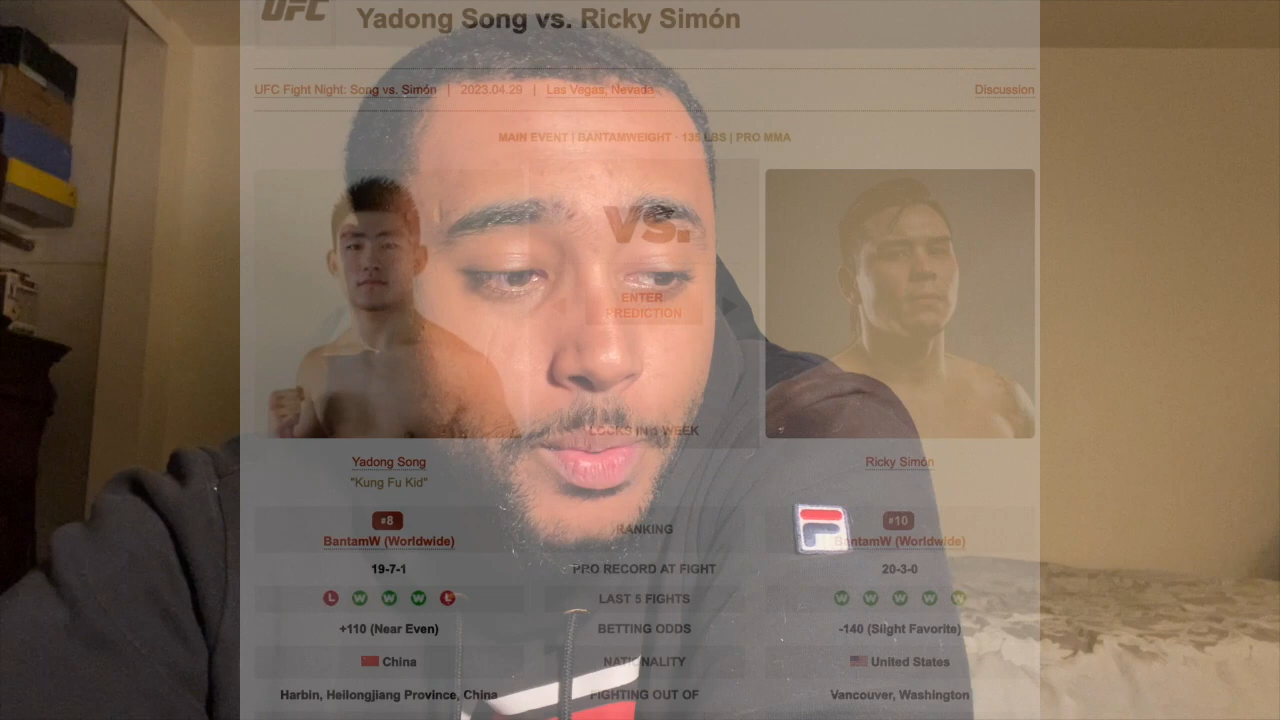 UFC
Yadong Song vs. Ricky Simón
UFC Fight Night: Song vs. Simón | 2023.04.29 | Las Vegas, Nevada
Discussion
MAIN EVENT | BANTAMWEIGHT · 135 LBS | PRO MMA
VS.
ENTER
PREDICTION
LOCKS IN 1 WEEK
Yadong Song
Ricky Simón
"Kung Fu Kid"
#8 RANKING #10
BantamW (Worldwide) BantamW (Worldwide)
19-7-1 PRO RECORD AT FIGHT 20-3-0
L W W W L LAST 5 FIGHTS W W W W W
+110 (Near Even) BETTING ODDS -140 (Slight Favorite)
China NATIONALITY United States
Harbin, Heilongjiang Province, China FIGHTING OUT OF Vancouver, Washington
F